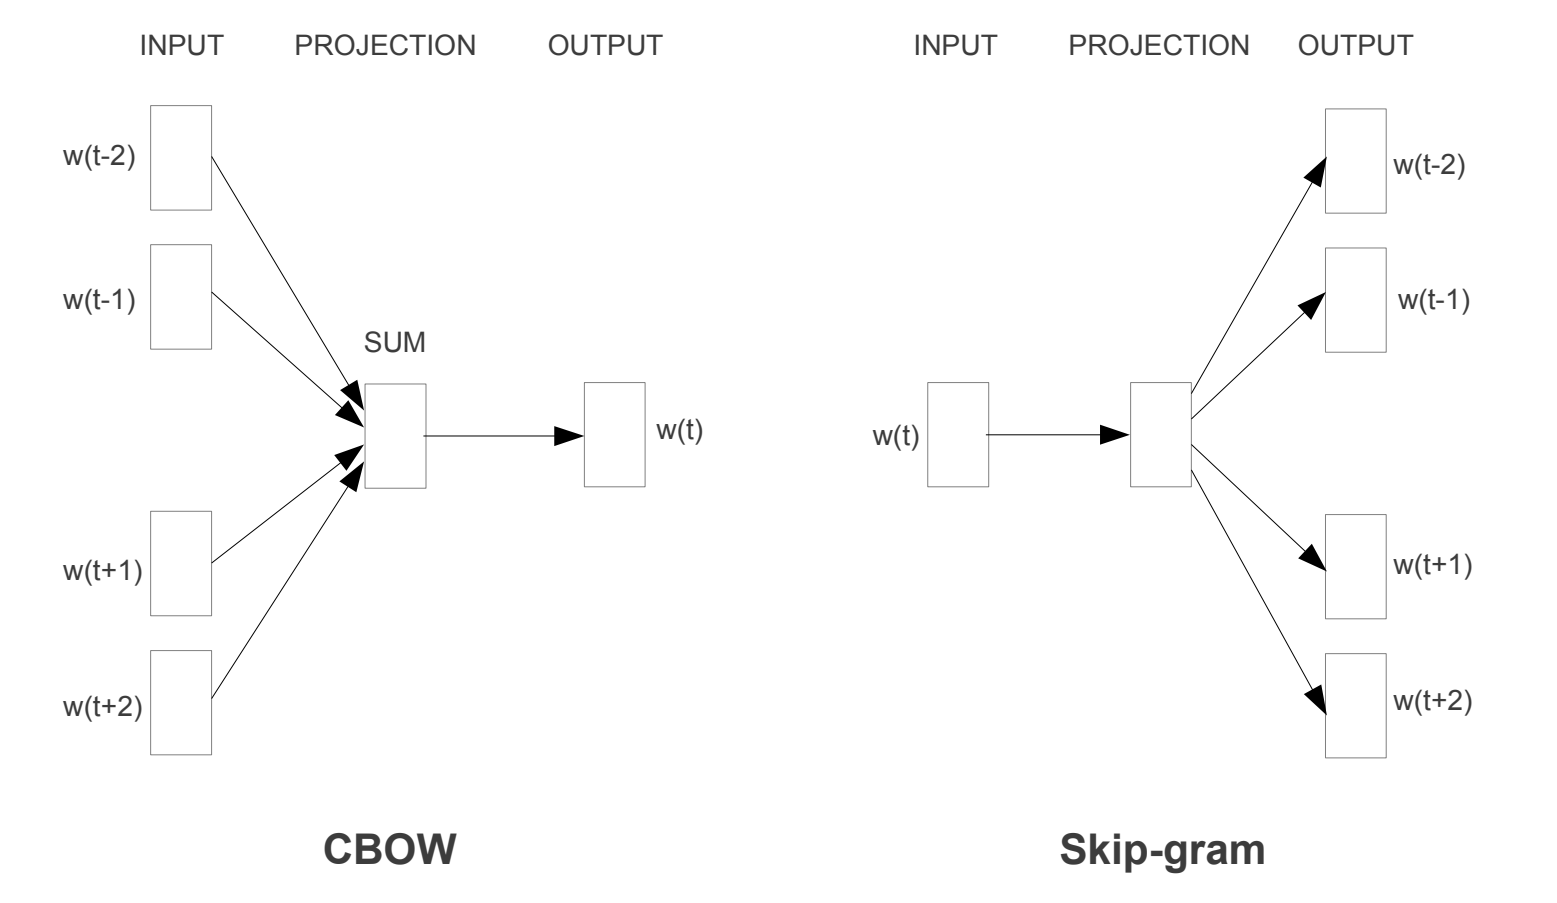 INPUT PROJECTION OUTPUT
w(t-2)
w(t-1)
SUM
w(t)
w(t+1)
w(t+2)
CBOW
INPUT PROJECTION OUTPUT
w(t-2)
w(t-1)
w(t)
w(t+1)
w(t+2)
Skip-gram